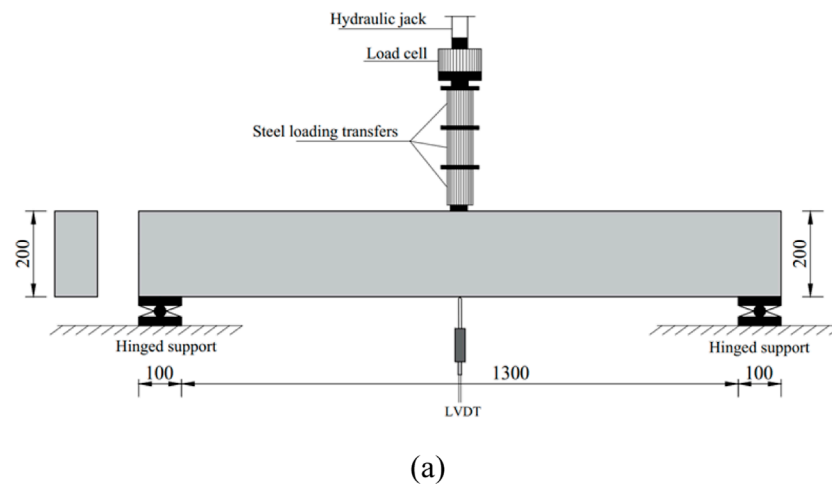 Hydraulic jack
Load cell
Steel loading transfers
200
200
Hinged support
Hinged support
100
1300
100
LVDT
(a)